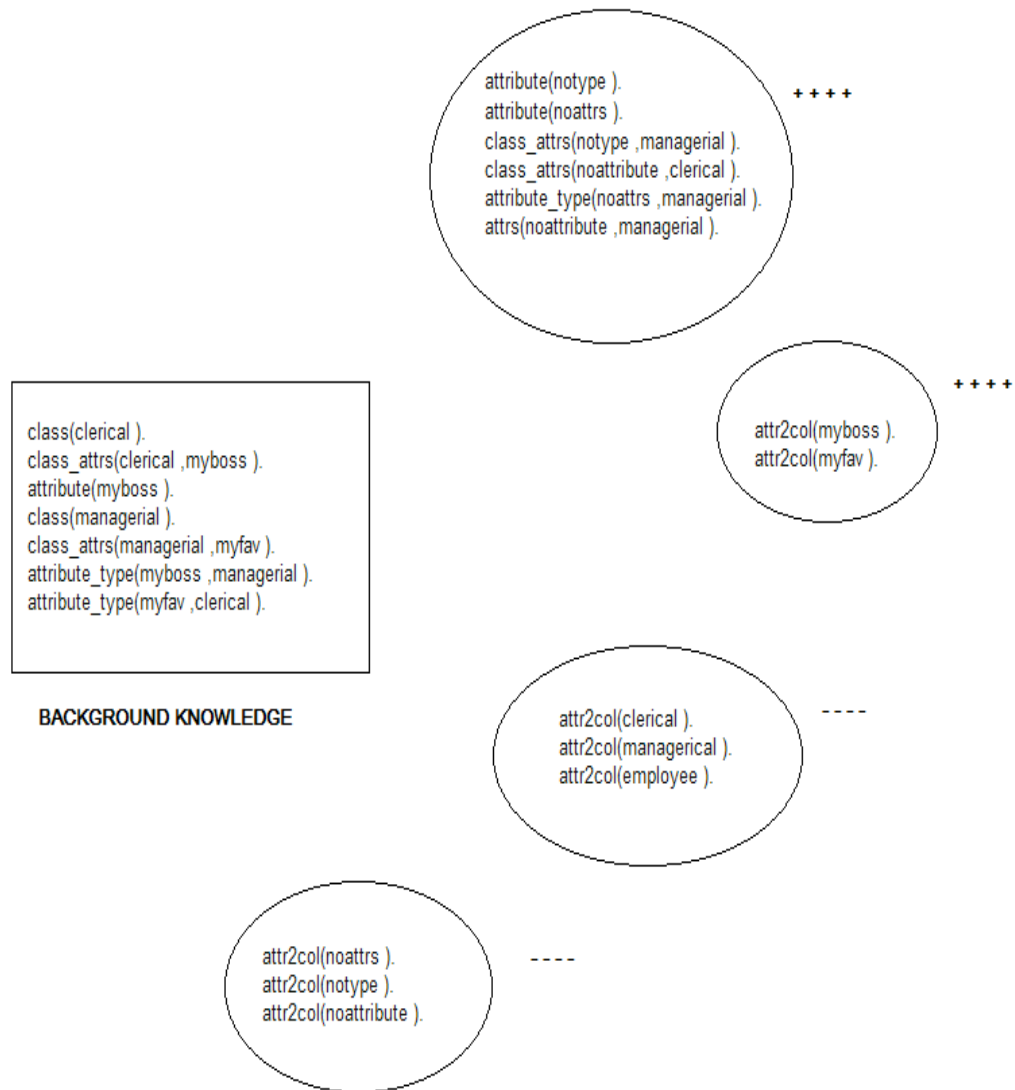 attribute(notype ).
attribute(noattrs ).
class_attrs(notype ,managerial ).
class_attrs(noattribute ,clerical ).
attribute_type(noattrs ,managerial ).
attrs(noattribute ,managerial ).
++++
attr2col(myboss ).
attr2col(myfav ).
++++
class(clerical ).
class_attrs(clerical ,myboss ).
attribute(myboss ).
class(managerial ).
class_attrs(managerial ,myfav ).
attribute_type(myboss ,managerial ).
attribute_type(myfav ,clerical ).
BACKGROUND KNOWLEDGE
attr2col(clerical ).
attr2col(managerical ).
attr2col(employee ).
----
attr2col(noattrs ).
attr2col(notype ).
attr2col(noattribute ).
----